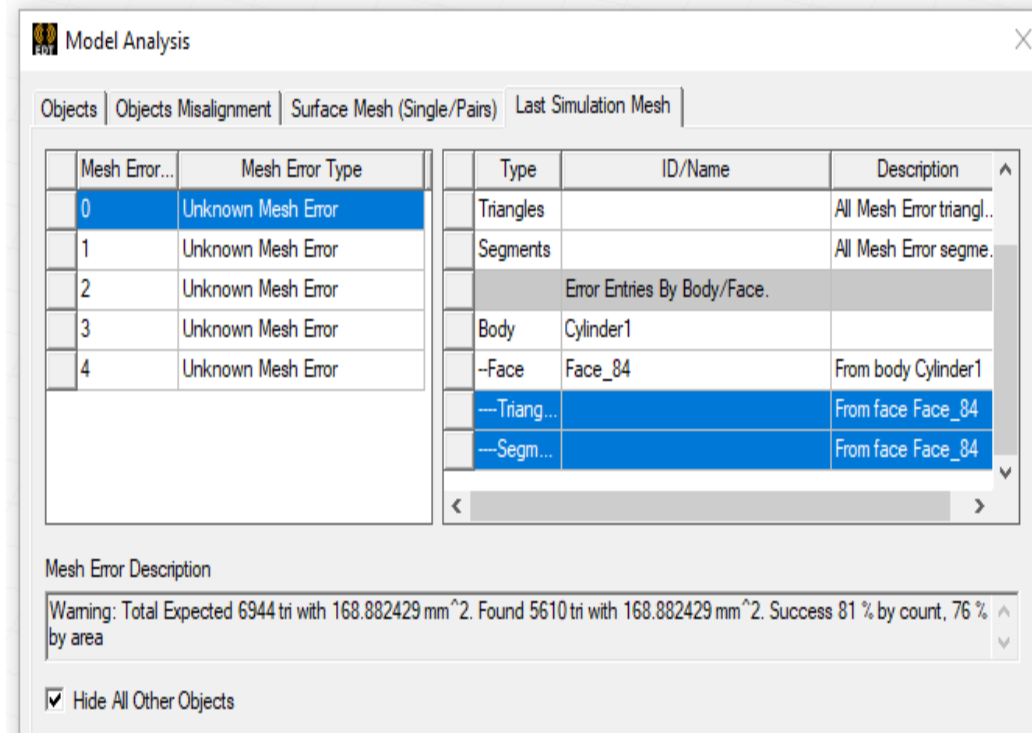 EDT Model Analysis
Objects Objects Misalignment Surface Mesh (Single/Pairs) Last Simulation Mesh
Mesh Error... Mesh Error Type
0 Unknown Mesh Error
1 Unknown Mesh Error
2 Unknown Mesh Error
3 Unknown Mesh Error
4 Unknown Mesh Error
Type ID/Name Description
Triangles All Mesh Error triangl..
Segments All Mesh Error segme.
Error Entries By Body/Face.
Body Cylinder1
--Face Face_84 From body Cylinder1
----Triang... From face Face_84
----Segm... From face Face_84
Mesh Error Description
Warning: Total Expected 6944 tri with 168.882429 mm^2. Found 5610 tri with 168.882429 mm^2. Success 81 % by count, 76 %
by area
Hide All Other Objects